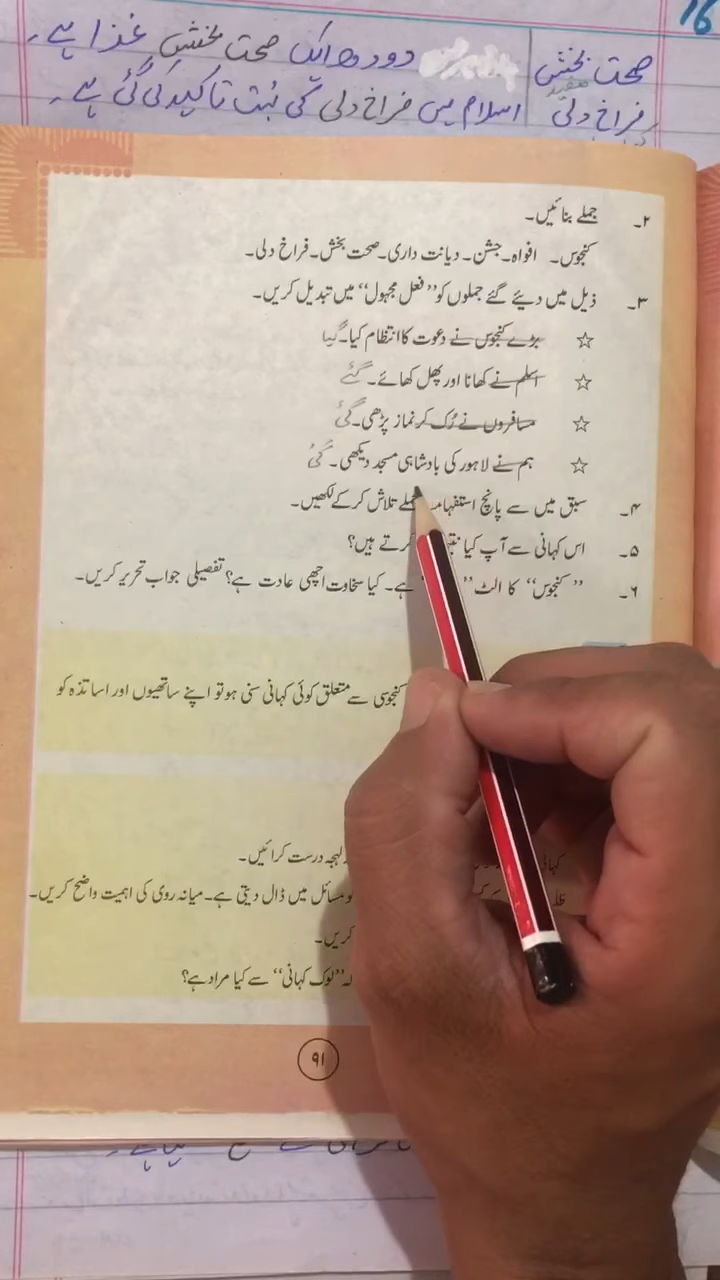 16
صحت بخش دودھ ایک صحت بخش غذا ہے۔
مفید
فراخ دلی اسلام میں فراخ دلی کی بہت تاکید کی گئی ہے۔
۲۔ جملے بنائیں۔
کنجوس۔ افواہ۔ جشن۔ دیانت داری۔ صحت بخش۔ فراخ دلی۔
۳۔ ذیل میں دیئے گئے جملوں کو "فعل مجہول" میں تبدیل کریں۔
☆ بڑے کنجوس نے دعوت کا انتظام کیا۔ گیا
☆ اسلم نے کھانا اور پھل کھائے۔ گئے
☆ مسافروں نے رُک کر نماز پڑھی۔ گئی
☆ ہم نے لاہور کی بادشاہی مسجد دیکھی۔ گئی
۴۔ سبق میں سے پانچ استفہامیہ جملے تلاش کر کے لکھیں۔
۵۔ اس کہانی سے آپ کیا کرتے ہیں؟
۶۔ "کنجوس" کا الٹ " ہے۔ کیا سخاوت اچھی عادت ہے؟ تفصیلی جواب تحریر کریں۔
کنجوسی سے متعلق کوئی کہانی سنی ہو تو اپنے ساتھیوں اور اساتذہ کو
لہجہ درست کرائیں۔
کو مسائل میں ڈال دیتی ہے۔ میانہ روی کی اہمیت واضح کریں۔
کریں۔
کہ "لوک کہانی" سے کیا مراد ہے؟
۹۱